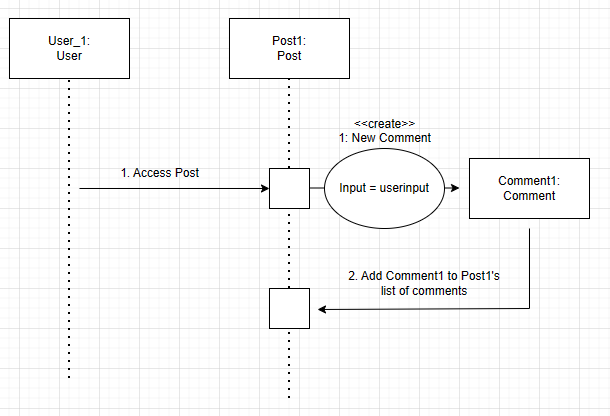 User_1:
User
Post1:
Post
<<create>>
1: New Comment
1. Access Post
Input = userinput
Comment1:
Comment
2. Add Comment1 to Post1's
list of comments